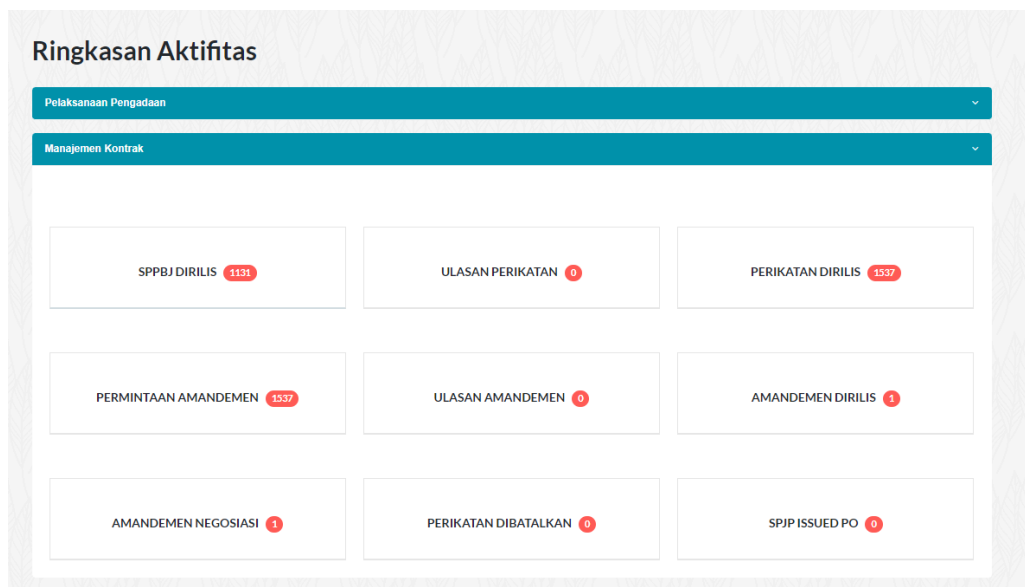 Ringkasan Aktifitas
Pelaksanaan Pengadaan
Manajemen Kontrak
SPPBJ DIRILIS 1131
ULASAN PERIKATAN 0
PERIKATAN DIRILIS 1537
PERMINTAAN AMANDEMEN 1537
ULASAN AMANDEMEN 0
AMANDEMEN DIRILIS 1
AMANDEMEN NEGOSIASI 1
PERIKATAN DIBATALKAN 0
SPJP ISSUED PO 0